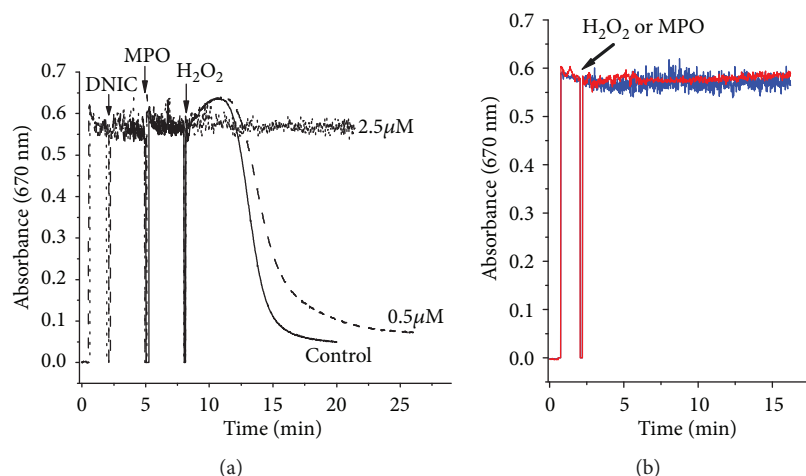 0.7
0.6
0.5
0.4
0.3
0.2
0.1
0.0
Absorbance (670 nm)
DNIC
MPO
H₂O₂
2.5μM
0.5μM
Control
0 5 10 15 20 25
Time (min)
(a)
0.7
0.6
0.5
0.4
0.3
0.2
0.1
0.0
Absorbance (670 nm)
H₂O₂ or MPO
0 5 10 15
Time (min)
(b)